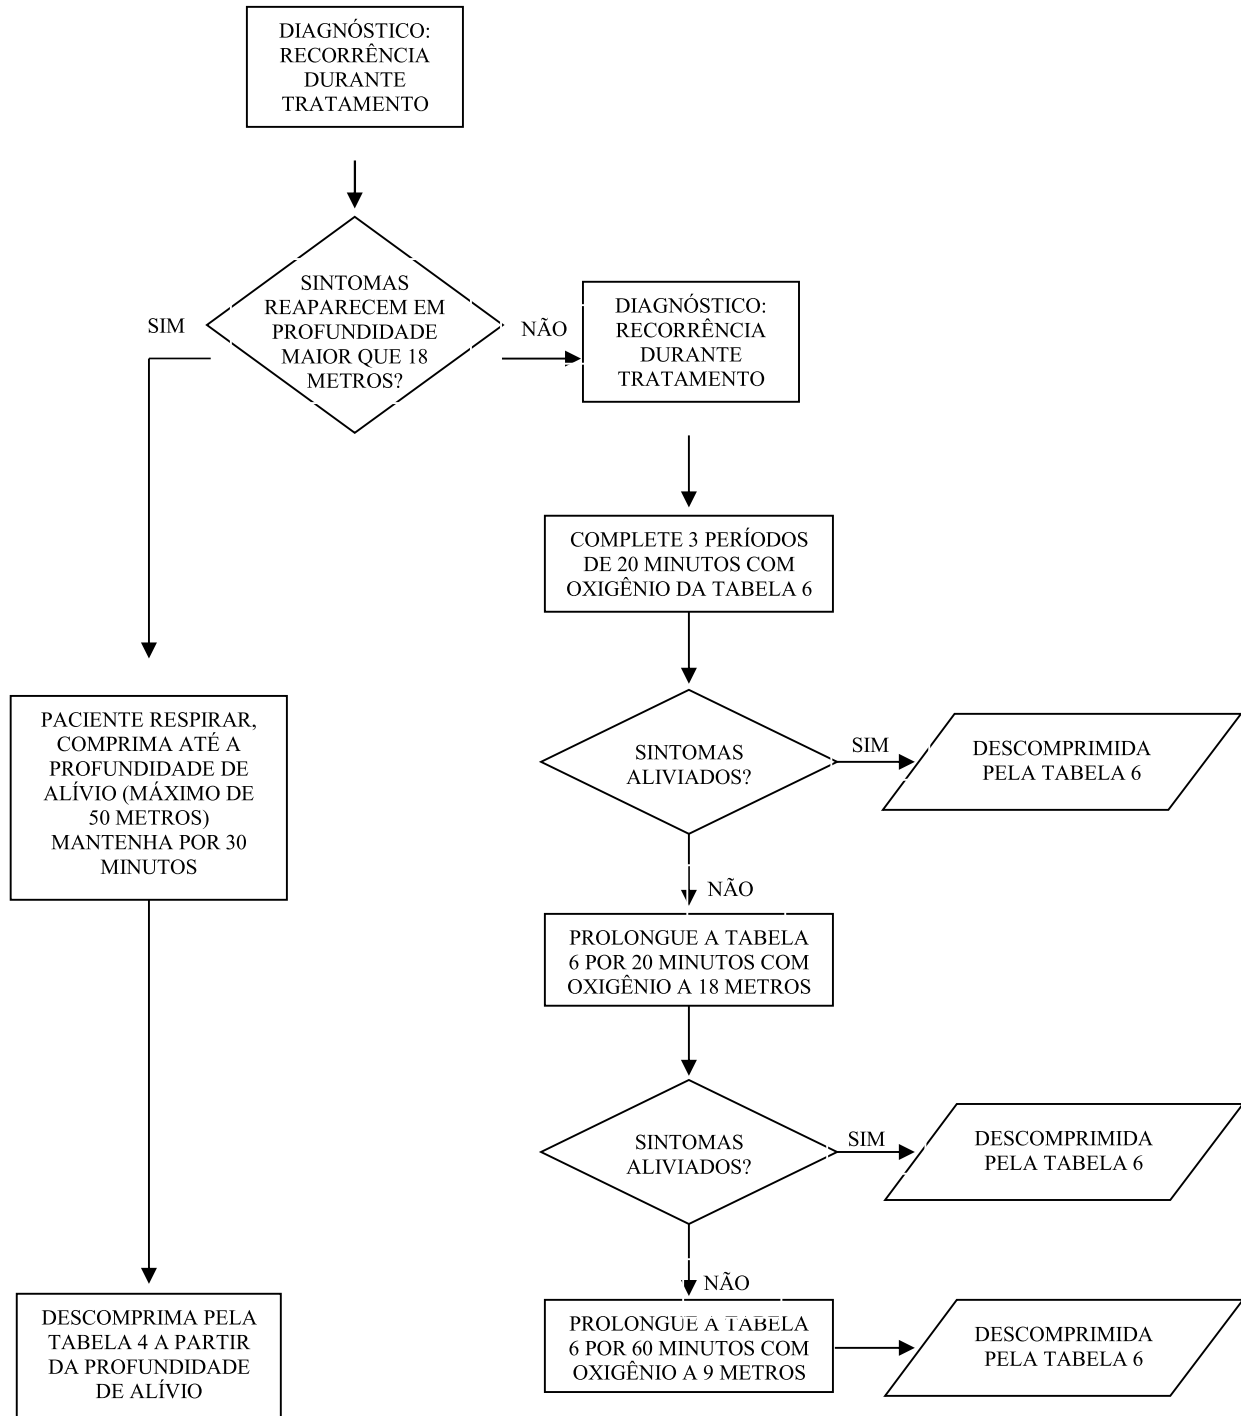 DIAGNÓSTICO:
RECORRÊNCIA
DURANTE
TRATAMENTO
SINTOMAS
REAPARECEM EM
PROFUNDIDADE
MAIOR QUE 18
METROS?
SIM
NÃO
DIAGNÓSTICO:
RECORRÊNCIA
DURANTE
TRATAMENTO
COMPLETE 3 PERÍODOS
DE 20 MINUTOS COM
OXIGÊNIO DA TABELA 6
PACIENTE RESPIRAR,
COMPRIMA ATÉ A
PROFUNDIDADE DE
ALÍVIO (MÁXIMO DE
50 METROS)
MANTENHA POR 30
MINUTOS
SINTOMAS
ALIVIADOS?
SIM
DESCOMPRIMIDA
PELA TABELA 6
NÃO
PROLONGUE A TABELA
6 POR 20 MINUTOS COM
OXIGÊNIO A 18 METROS
SINTOMAS
ALIVIADOS?
SIM
DESCOMPRIMIDA
PELA TABELA 6
NÃO
DESCOMPRIMA PELA
TABELA 4 A PARTIR
DA PROFUNDIDADE
DE ALÍVIO
PROLONGUE A TABELA
6 POR 60 MINUTOS COM
OXIGÊNIO A 9 METROS
DESCOMPRIMIDA
PELA TABELA 6